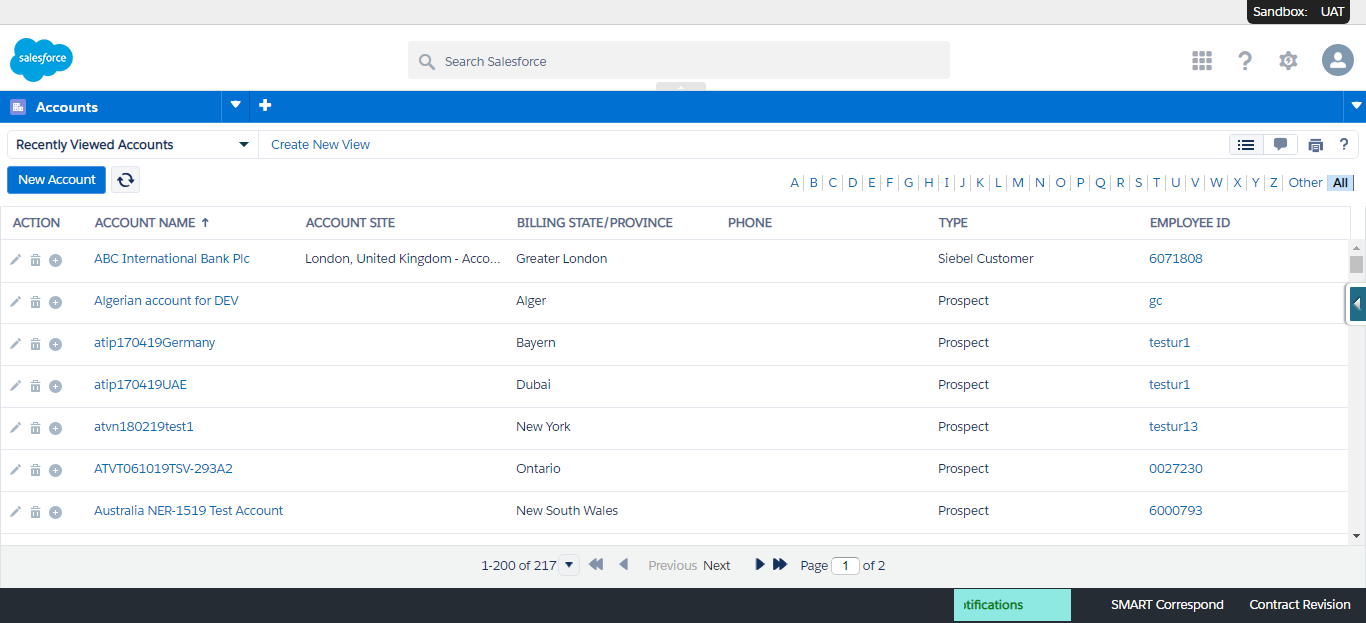 Sandbox: UAT
salesforce
Search Salesforce
?
Accounts
Recently Viewed Accounts
Create New View
?
New Account
A B C D E F G H I J K L M N O P Q R S T U V W X Y Z Other All
ACTION ACCOUNT NAME ACCOUNT SITE BILLING STATE/PROVINCE PHONE TYPE EMPLOYEE ID
ABC International Bank Plc London, United Kingdom - Acco... Greater London Siebel Customer 6071808
Algerian account for DEV Alger Prospect gc
atip170419Germany Bayern Prospect testur1
atip170419UAE Dubai Prospect testur1
atvn180219test1 New York Prospect testur13
ATVT061019TSV-293A2 Ontario Prospect 0027230
Australia NER-1519 Test Account New South Wales Prospect 6000793
1-200 of 217 Previous Next Page 1 of 2
otifications SMART Correspond Contract Revision